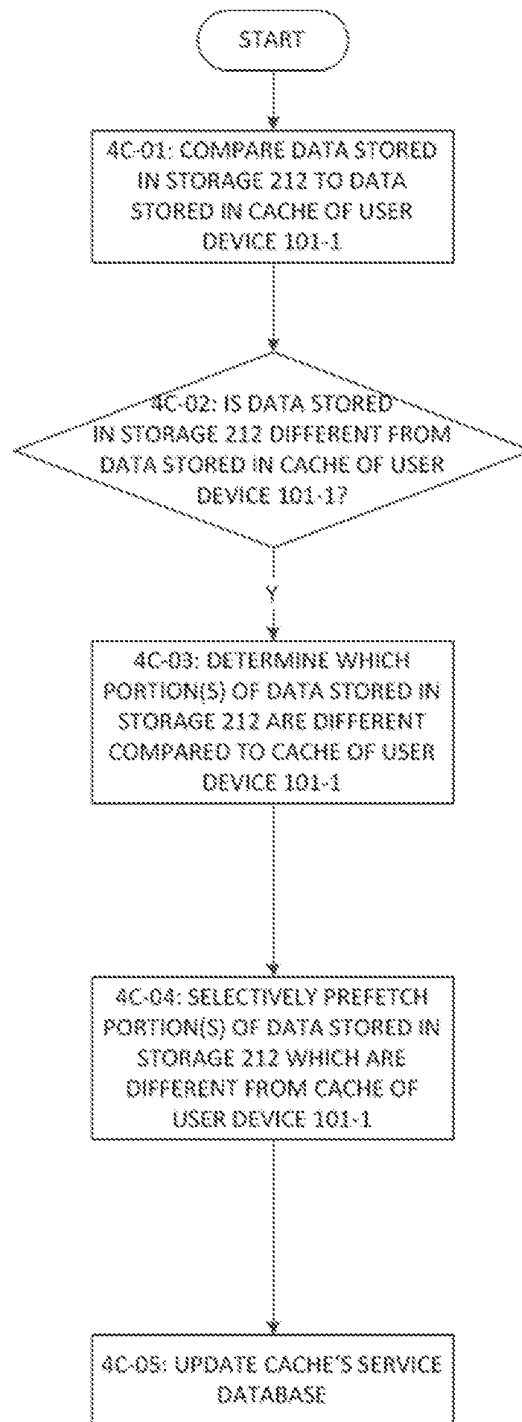 START
4C-01: COMPARE DATA STORED
IN STORAGE 212 TO DATA
STORED IN CACHE OF USER
DEVICE 101-1
4C-02: IS DATA STORED
IN STORAGE 212 DIFFERENT FROM
DATA STORED IN CACHE OF USER
DEVICE 101-1?
Y
4C-03: DETERMINE WHICH
PORTION(S) OF DATA STORED IN
STORAGE 212 ARE DIFFERENT
COMPARED TO CACHE OF USER
DEVICE 101-1
4C-04: SELECTIVELY PREFETCH
PORTION(S) OF DATA STORED IN
STORAGE 212 WHICH ARE
DIFFERENT FROM CACHE OF
USER DEVICE 101-1
4C-05: UPDATE CACHE'S SERVICE
DATABASE